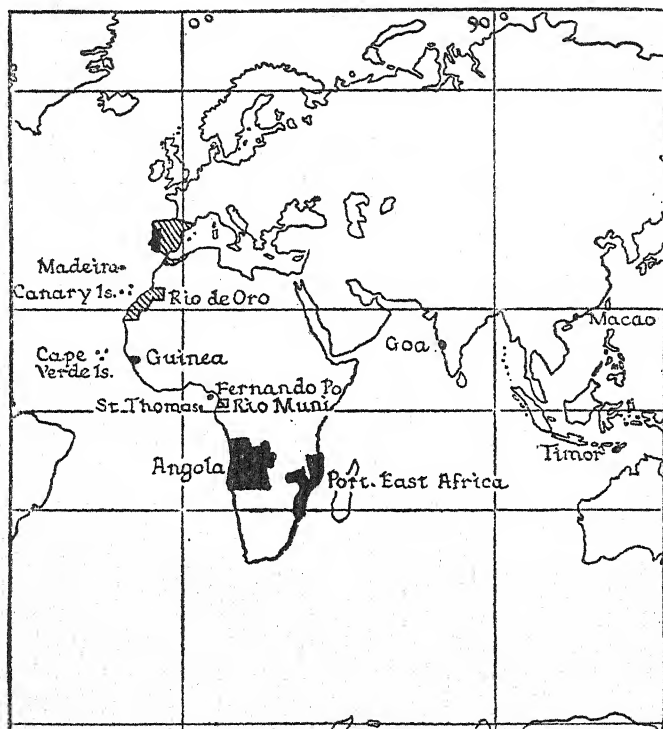 0°
90°
Madeira
Canary Is.
Rio de Oro
Macao
Goa
Cape
Verde Is.
Guinea
Fernando Po
St. Thomas
Rio Muni
Timor
Angola
Port. East Africa